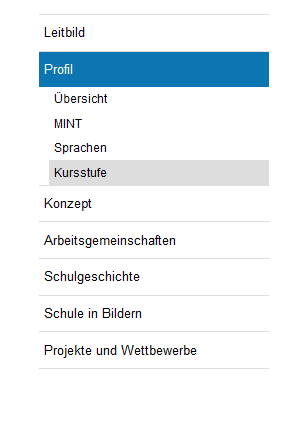 Leitbild
Profil
Übersicht
MINT
Sprachen
Kursstufe
Konzept
Arbeitsgemeinschaften
Schulgeschichte
Schule in Bildern
Projekte und Wettbewerbe